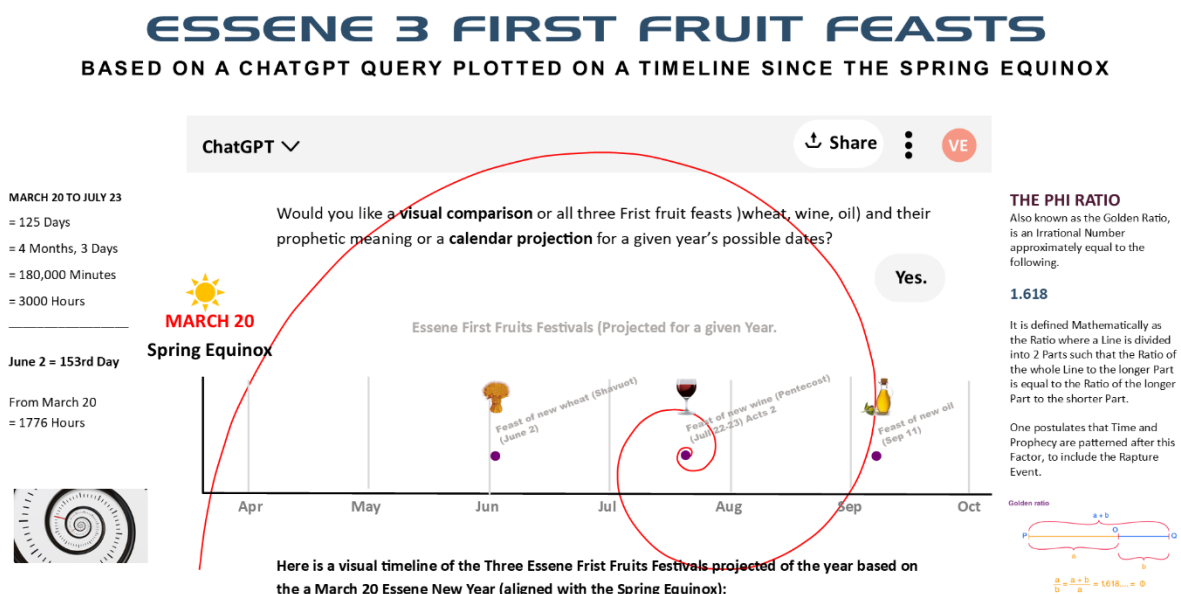 ESSENE 3 FIRST FRUIT FEASTS
BASED ON A CHATGPT QUERY PLOTTED ON A TIMELINE SINCE THE SPRING EQUINOX
ChatGPT
Share
VE
MARCH 20 TO JULY 23
= 125 Days
= 4 Months, 3 Days
= 180,000 Minutes
= 3000 Hours
June 2 = 153rd Day
From March 20
= 1776 Hours
Would you like a visual comparison or all three Frist fruit feasts )wheat, wine, oil) and their
prophetic meaning or a calendar projection for a given year's possible dates?
Yes.
MARCH 20
Spring Equinox
Essene First Fruits Festivals (Projected for a given Year.
Feast of new wheat (Shavuot)
(June 2)
Feast of new wine (Pentecost)
(Jull 22-23) Acts 2
Feast of new oil
(Sep 11)
Apr
May
Jun
Jul
Aug
Sep
Oct
Here is a visual timeline of the Three Essene Frist Fruits Festivals projected of the year based on
the a March 20 Essene New Year (aligned with the Spring Equinox):
THE PHI RATIO
Also known as the Golden Ratio,
is an Irrational Number
approximately equal to the
following.
1.618
It is defined Mathematically as
the Ratio where a Line is divided
into 2 Parts such that the Ratio of
the whole Line to the longer Part
is equal to the Ratio of the longer
Part to the shorter Part.
One postulates that Time and
Prophecy are patterned after this
Factor, to include the Rapture
Event.
Golden ratio
a + b
P
O
Q
a
b
a/b = a + b/a = 1.618.... = 0